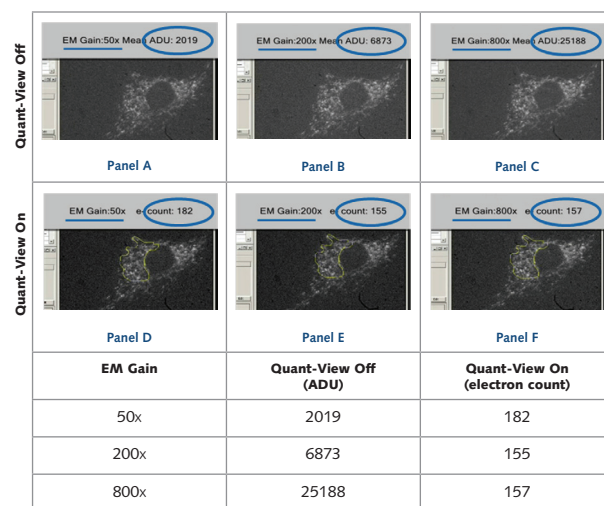 Quant-View Off
EM Gain:50x Mean ADU: 2019
EM Gain:200x Mean ADU: 6873
EM Gain:800x Mean ADU:25188
Panel A
Panel B
Panel C
Quant-View On
EM Gain:50x e- count: 182
EM Gain:200x e- count: 155
EM Gain:800x e- count: 157
Panel D
Panel E
Panel F
EM Gain
Quant-View Off
(ADU)
Quant-View On
(electron count)
50x
2019
182
200x
6873
155
800x
25188
157